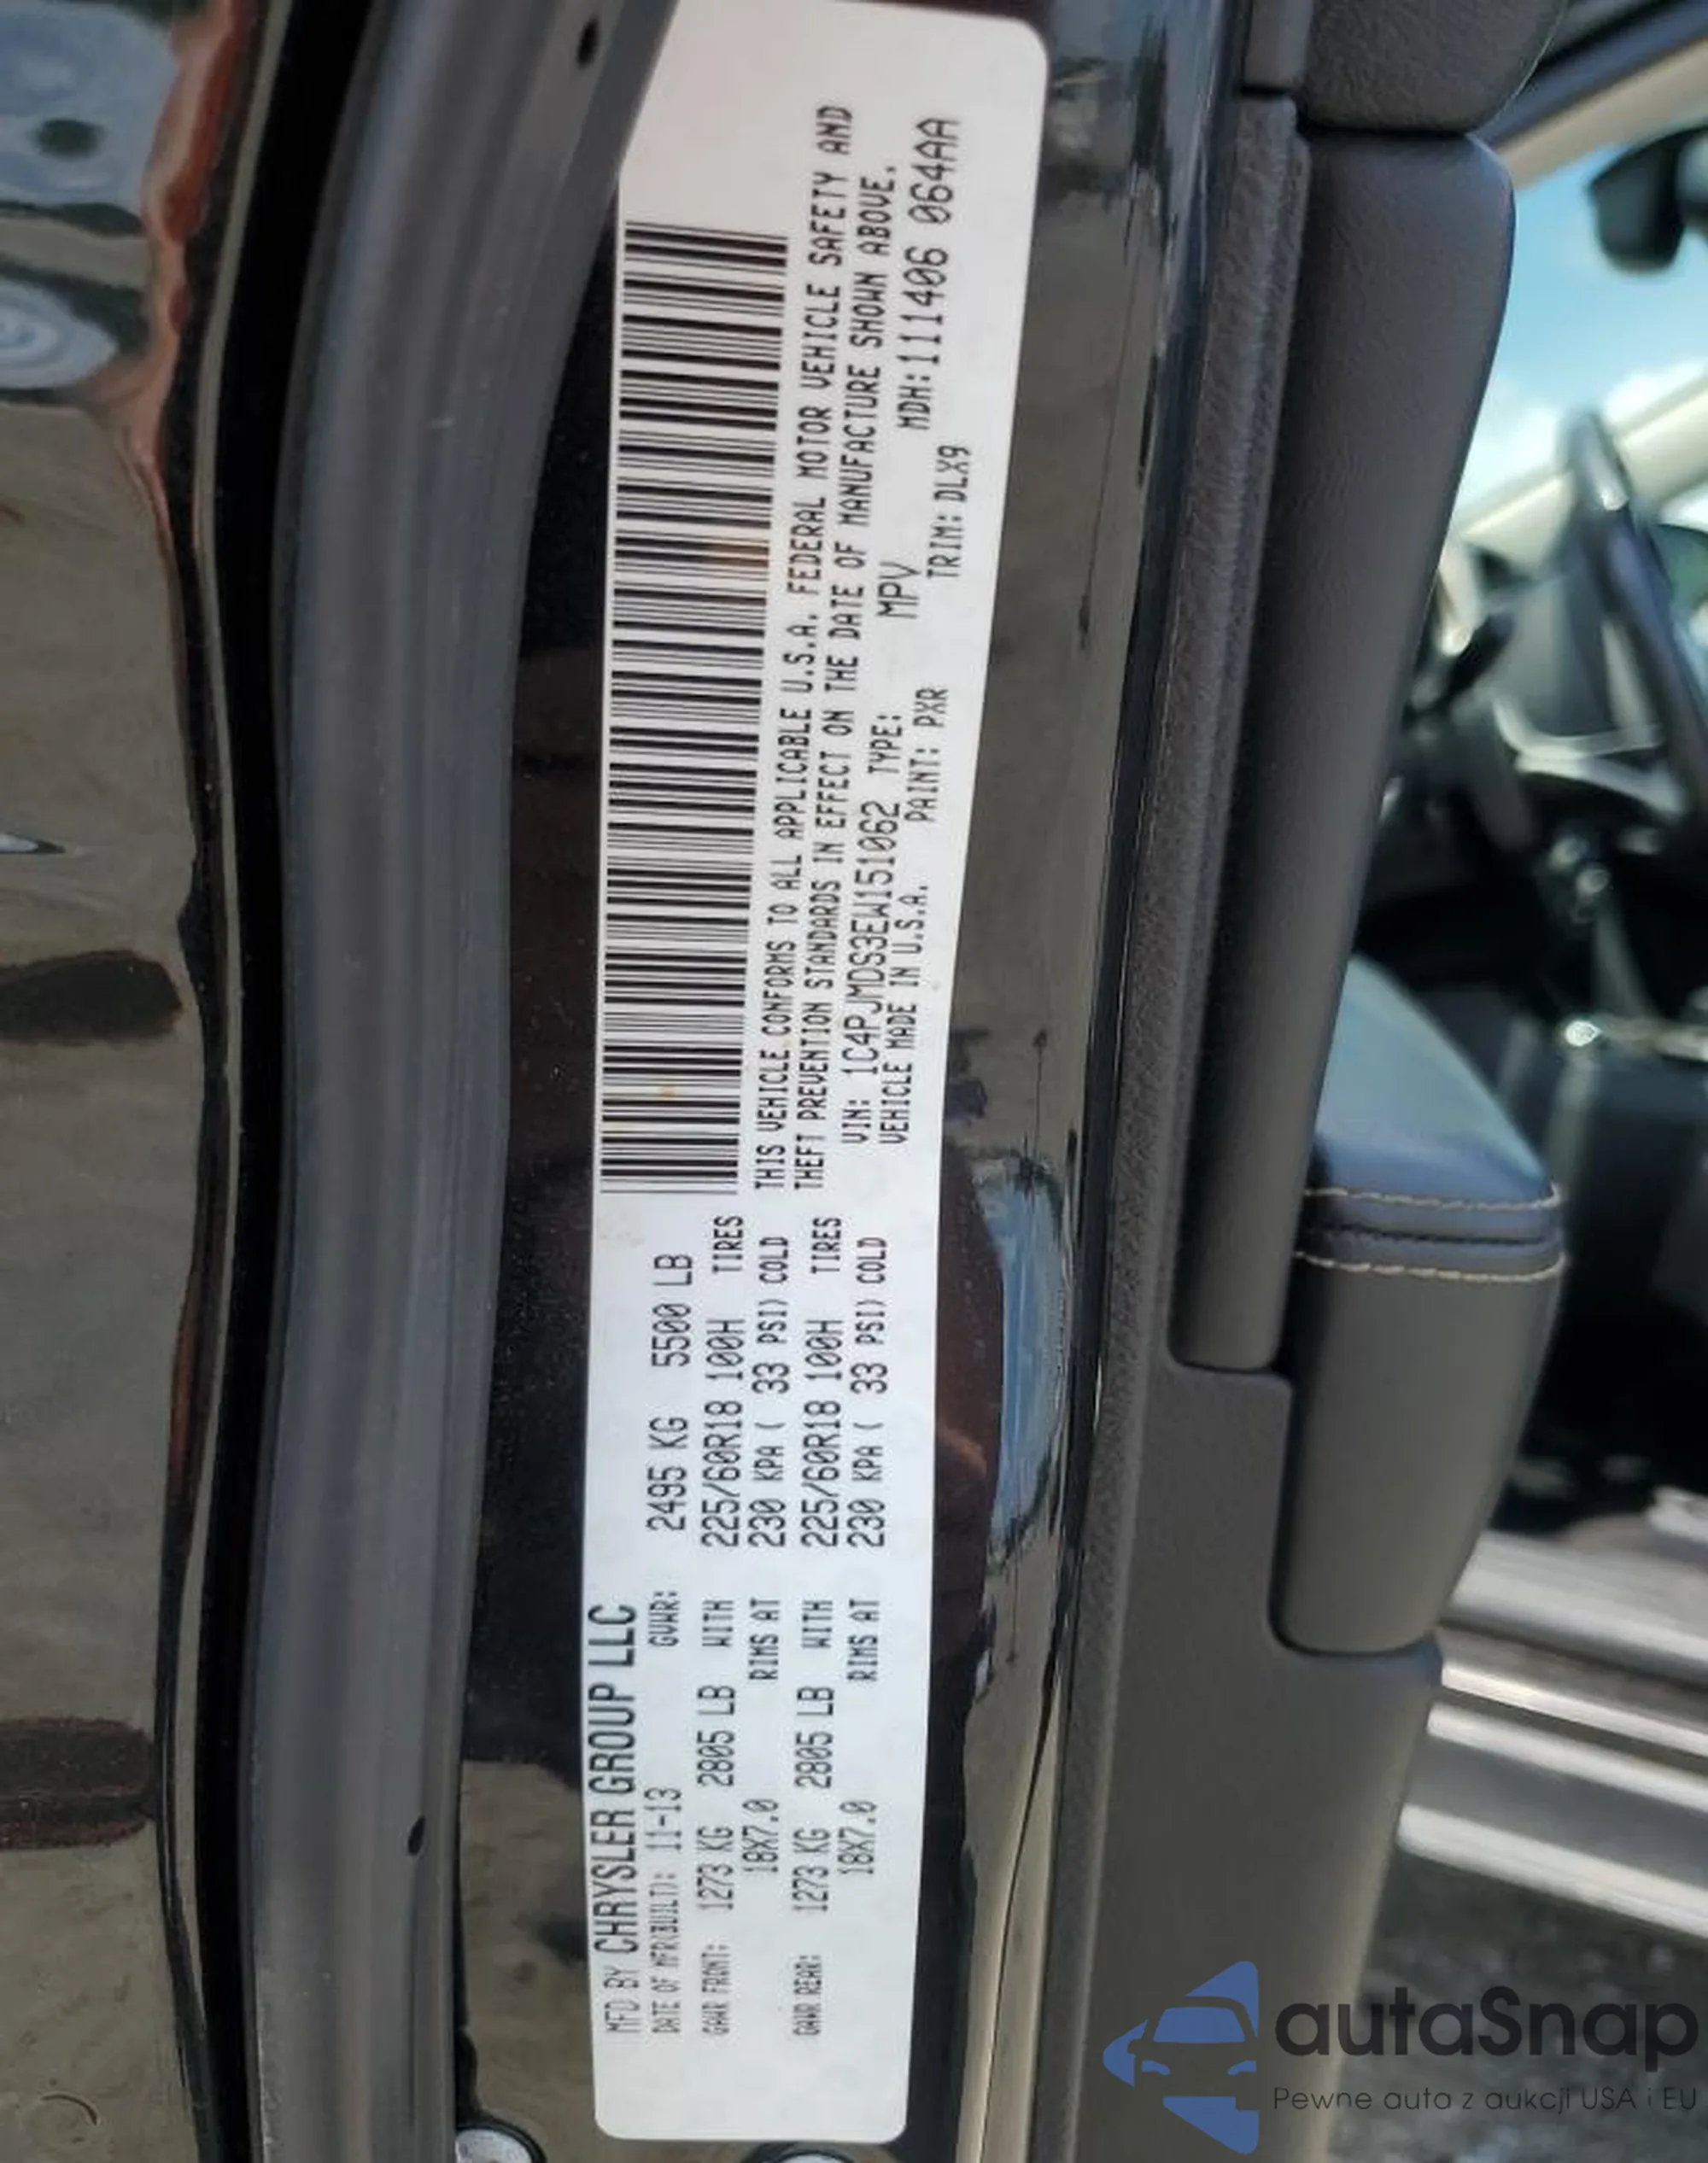 MFD BY CHRYSLER GROUP LLC
DATE OF MFR(BUILT): 11-13 GVWR: 2495 KG 5500 LB
GAWR FRONT: 1273 KG 2805 LB WITH 225/60R18 100H TIRES
18X7.0 RIMS AT 230 KPA ( 33 PSI) COLD
GAWR REAR: 1273 KG 2805 LB WITH 225/60R18 100H TIRES
18X7.0 RIMS AT 230 KPA ( 33 PSI) COLD
THIS VEHICLE CONFORMS TO ALL APPLICABLE U.S.A. FEDERAL MOTOR VEHICLE SAFETY AND
THEFT PREVENTION STANDARDS IN EFFECT ON THE DATE OF MANUFACTURE SHOWN ABOVE.
VIN: 1C4PJMDS3EW151062 TYPE: MPV MDH:111406 064AA
VEHICLE MADE IN U.S.A. PAINT: PXR TRIM: DLX9
autaSnap
Pewne auta z aukcji USA i EU